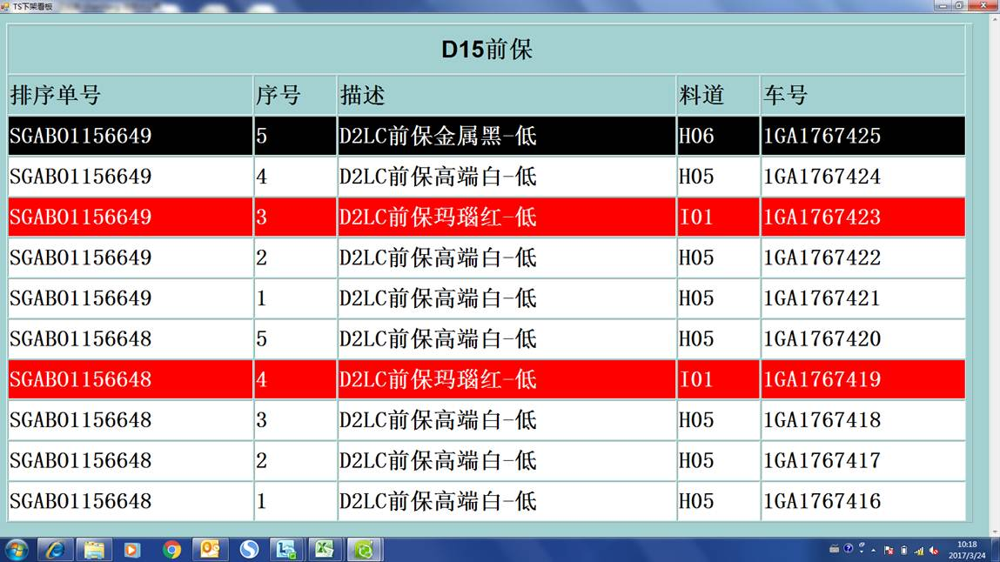 TS下架看板
D15前保
排序单号 序号 描述 料道 车号
SGABO1156649 5 D2LC前保金属黑-低 H06 1GA1767425
SGABO1156649 4 D2LC前保高端白-低 H05 1GA1767424
SGABO1156649 3 D2LC前保玛瑙红-低 I01 1GA1767423
SGABO1156649 2 D2LC前保高端白-低 H05 1GA1767422
SGABO1156649 1 D2LC前保高端白-低 H05 1GA1767421
SGABO1156648 5 D2LC前保高端白-低 H05 1GA1767420
SGABO1156648 4 D2LC前保玛瑙红-低 I01 1GA1767419
SGABO1156648 3 D2LC前保高端白-低 H05 1GA1767418
SGABO1156648 2 D2LC前保高端白-低 H05 1GA1767417
SGABO1156648 1 D2LC前保高端白-低 H05 1GA1767416
10:18
2017/3/24